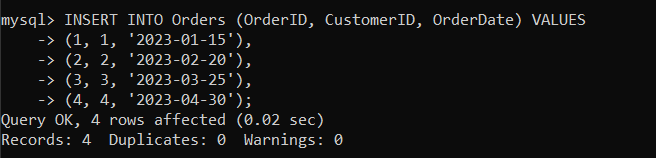 mysql> INSERT INTO Orders (OrderID, CustomerID, OrderDate) VALUES
    -> (1, 1, '2023-01-15'),
    -> (2, 2, '2023-02-20'),
    -> (3, 3, '2023-03-25'),
    -> (4, 4, '2023-04-30');
Query OK, 4 rows affected (0.02 sec)
Records: 4  Duplicates: 0  Warnings: 0